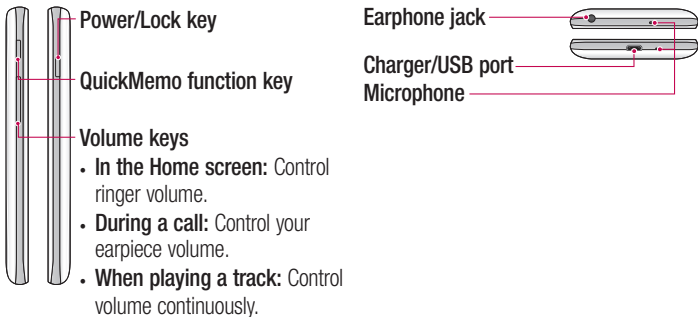 Power/Lock key
QuickMemo function key
Volume keys
• In the Home screen: Control
ringer volume.
• During a call: Control your
earpiece volume.
• When playing a track: Control
volume continuously.
Earphone jack
Charger/USB port
Microphone